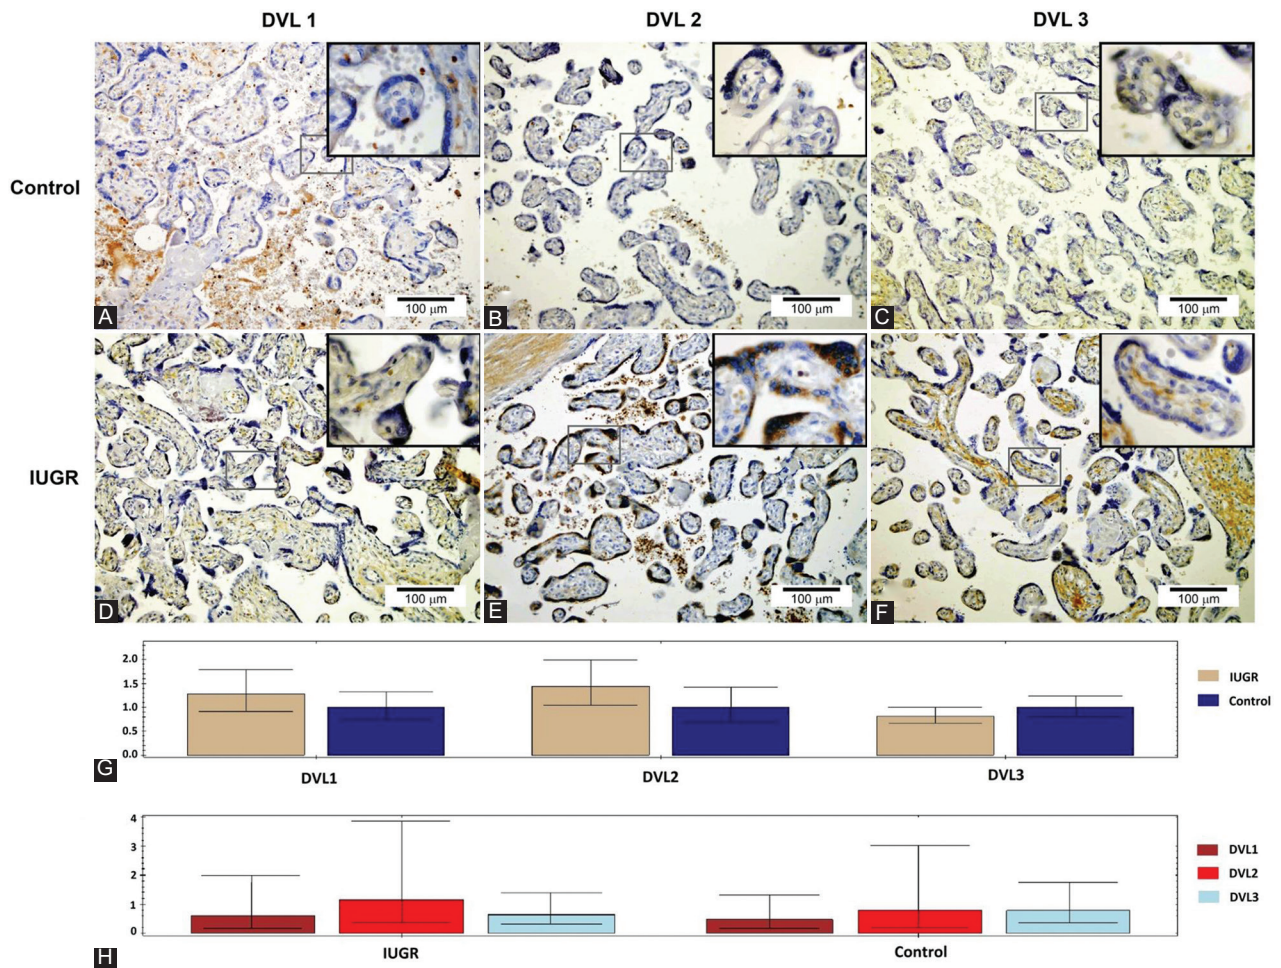 DVL 1 DVL 2 DVL 3
Control
A 100 μm B 100 μm C 100 μm
IUGR
D 100 μm E 100 μm F 100 μm
2.0
1.5
1.0
0.5
0.0
IUGR
Control
G
DVL1 DVL2 DVL3
4
3
2
1
0
DVL1
DVL2
DVL3
IUGR Control
H